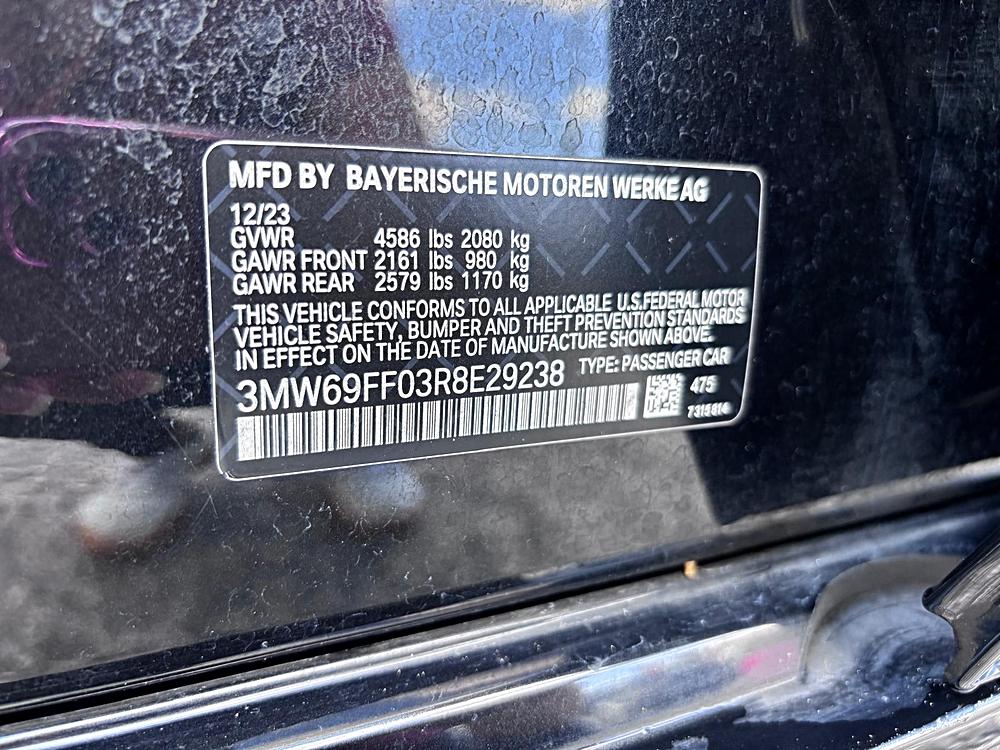 MFD BY BAYERISCHE MOTOREN WERKE AG
12/23
GVWR 4586 lbs 2080 kg
GAWR FRONT 2161 lbs 980 kg
GAWR REAR 2579 lbs 1170 kg
THIS VEHICLE CONFORMS TO ALL APPLICABLE U.S.FEDERAL MOTOR
VEHICLE SAFETY, BUMPER AND THEFT PREVENTION STANDARDS
IN EFFECT ON THE DATE OF MANUFACTURE SHOWN ABOVE.
TYPE: PASSENGER CAR
3MW69FF03R8E29238
475
7315814